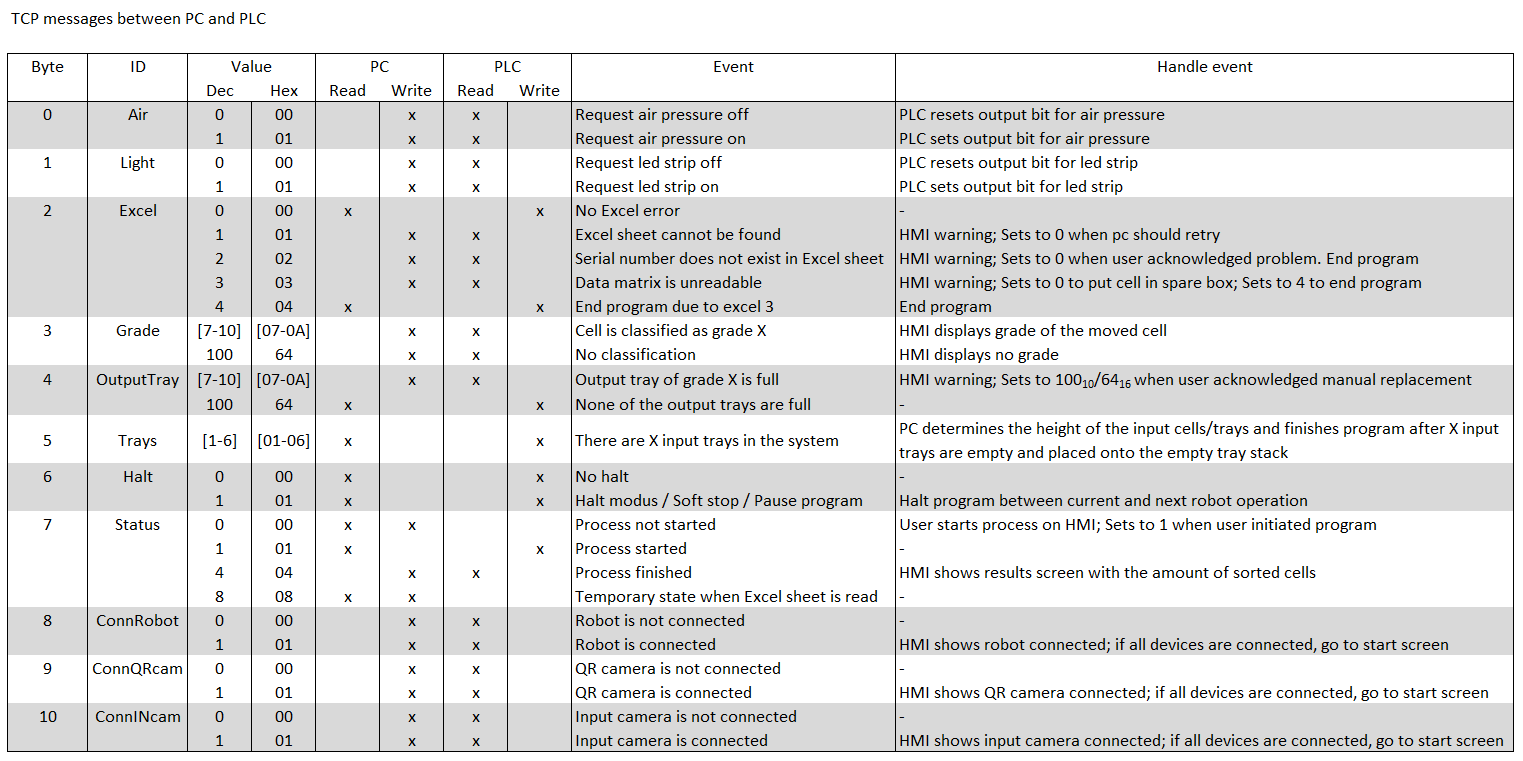 TCP messages between PC and PLC
Byte ID Value PC PLC Event Handle event
Dec Hex Read Write Read Write
0 Air 0 00 x x Request air pressure off PLC resets output bit for air pressure
1 01 x x Request air pressure on PLC sets output bit for air pressure
1 Light 0 00 x x Request led strip off PLC resets output bit for led strip
1 01 x x Request led strip on PLC sets output bit for led strip
2 Excel 0 00 x x No Excel error -
1 01 x x Excel sheet cannot be found HMI warning; Sets to 0 when pc should retry
2 02 x x Serial number does not exist in Excel sheet HMI warning; Sets to 0 when user acknowledged problem. End program
3 03 x x Data matrix is unreadable HMI warning; Sets to 0 to put cell in spare box; Sets to 4 to end program
4 04 x x End program due to excel 3 End program
3 Grade [7-10] [07-0A] x x Cell is classified as grade X HMI displays grade of the moved cell
100 64 x x No classification HMI displays no grade
4 OutputTray [7-10] [07-0A] x x Output tray of grade X is full HMI warning; Sets to 100₁₀/64₁₆ when user acknowledged manual replacement
100 64 x x None of the output trays are full -
5 Trays [1-6] [01-06] x x There are X input trays in the system PC determines the height of the input cells/trays and finishes program after X input
trays are empty and placed onto the empty tray stack
6 Halt 0 00 x x No halt -
1 01 x x Halt modus / Soft stop / Pause program Halt program between current and next robot operation
7 Status 0 00 x x Process not started User starts process on HMI; Sets to 1 when user initiated program
1 01 x x Process started -
4 04 x x Process finished HMI shows results screen with the amount of sorted cells
8 08 x x Temporary state when Excel sheet is read -
8 ConnRobot 0 00 x x Robot is not connected -
1 01 x x Robot is connected HMI shows robot connected; if all devices are connected, go to start screen
9 ConnQRcam 0 00 x x QR camera is not connected -
1 01 x x QR camera is connected HMI shows QR camera connected; if all devices are connected, go to start screen
10 ConnINcam 0 00 x x Input camera is not connected -
1 01 x x Input camera is connected HMI shows input camera connected; if all devices are connected, go to start screen